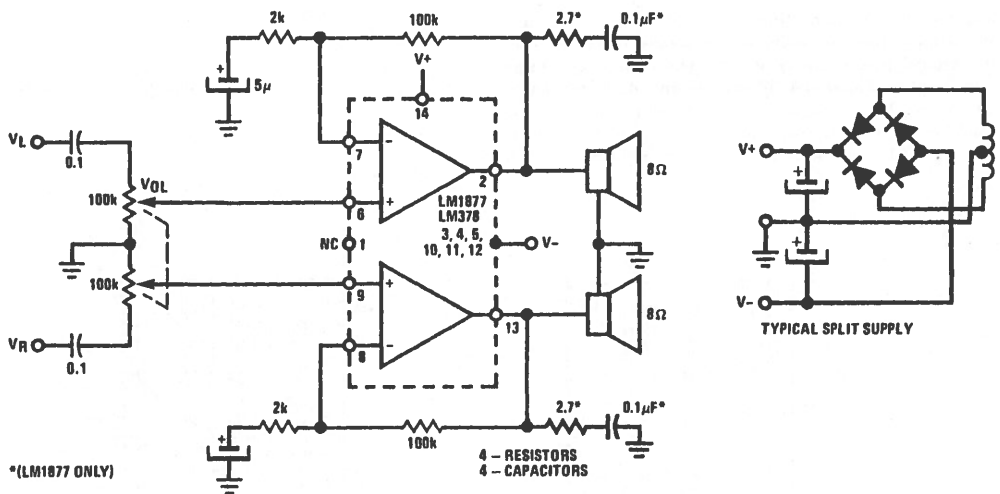 2k
100k
2.7*
0.1μF*
V+
+
5μ
14
VL
0.1
7
−
2
8Ω
V+
+
100k
VOL
6
+
LM1877
LM378
NC
1
3, 4, 5,
10, 11, 12
V−
100k
9
+
13
8Ω
+
V−
TYPICAL SPLIT SUPPLY
VR
0.1
8
−
2k
100k
2.7*
0.1μF*
+
4 – RESISTORS
4 – CAPACITORS
*(LM1877 ONLY)